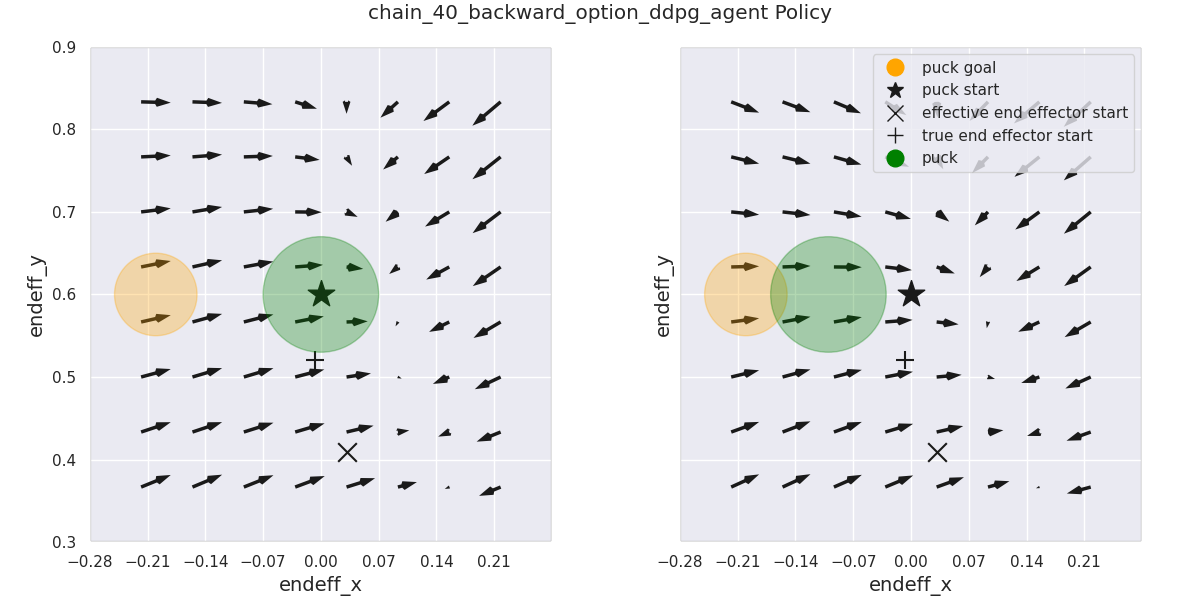 chain_40_backward_option_ddpg_agent Policy
0.9
0.8
0.7
0.6
0.5
0.4
0.3
endeff_y
−0.28 −0.21 −0.14 −0.07 0.00 0.07 0.14 0.21
endeff_x
puck goal
puck start
effective end effector start
true end effector start
puck
endeff_y
−0.28 −0.21 −0.14 −0.07 0.00 0.07 0.14 0.21
endeff_x